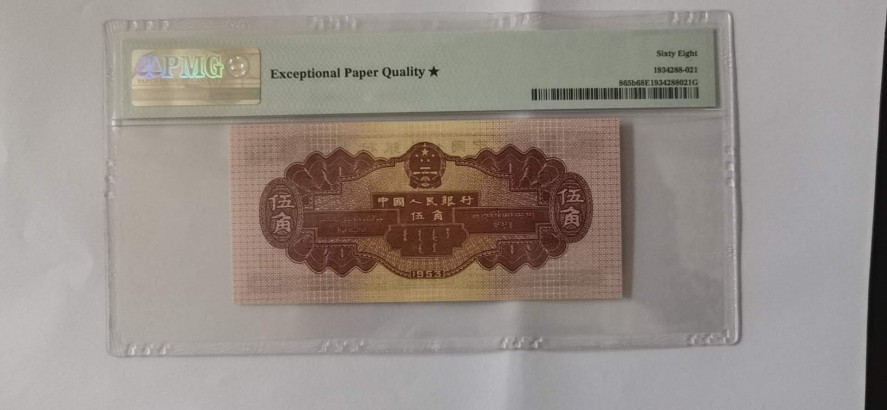 PMG
Exceptional Paper Quality ★
Sixty Eight
1934288-021
865b68E1934288021G
中國人民銀行
伍角
伍角
伍角
1953